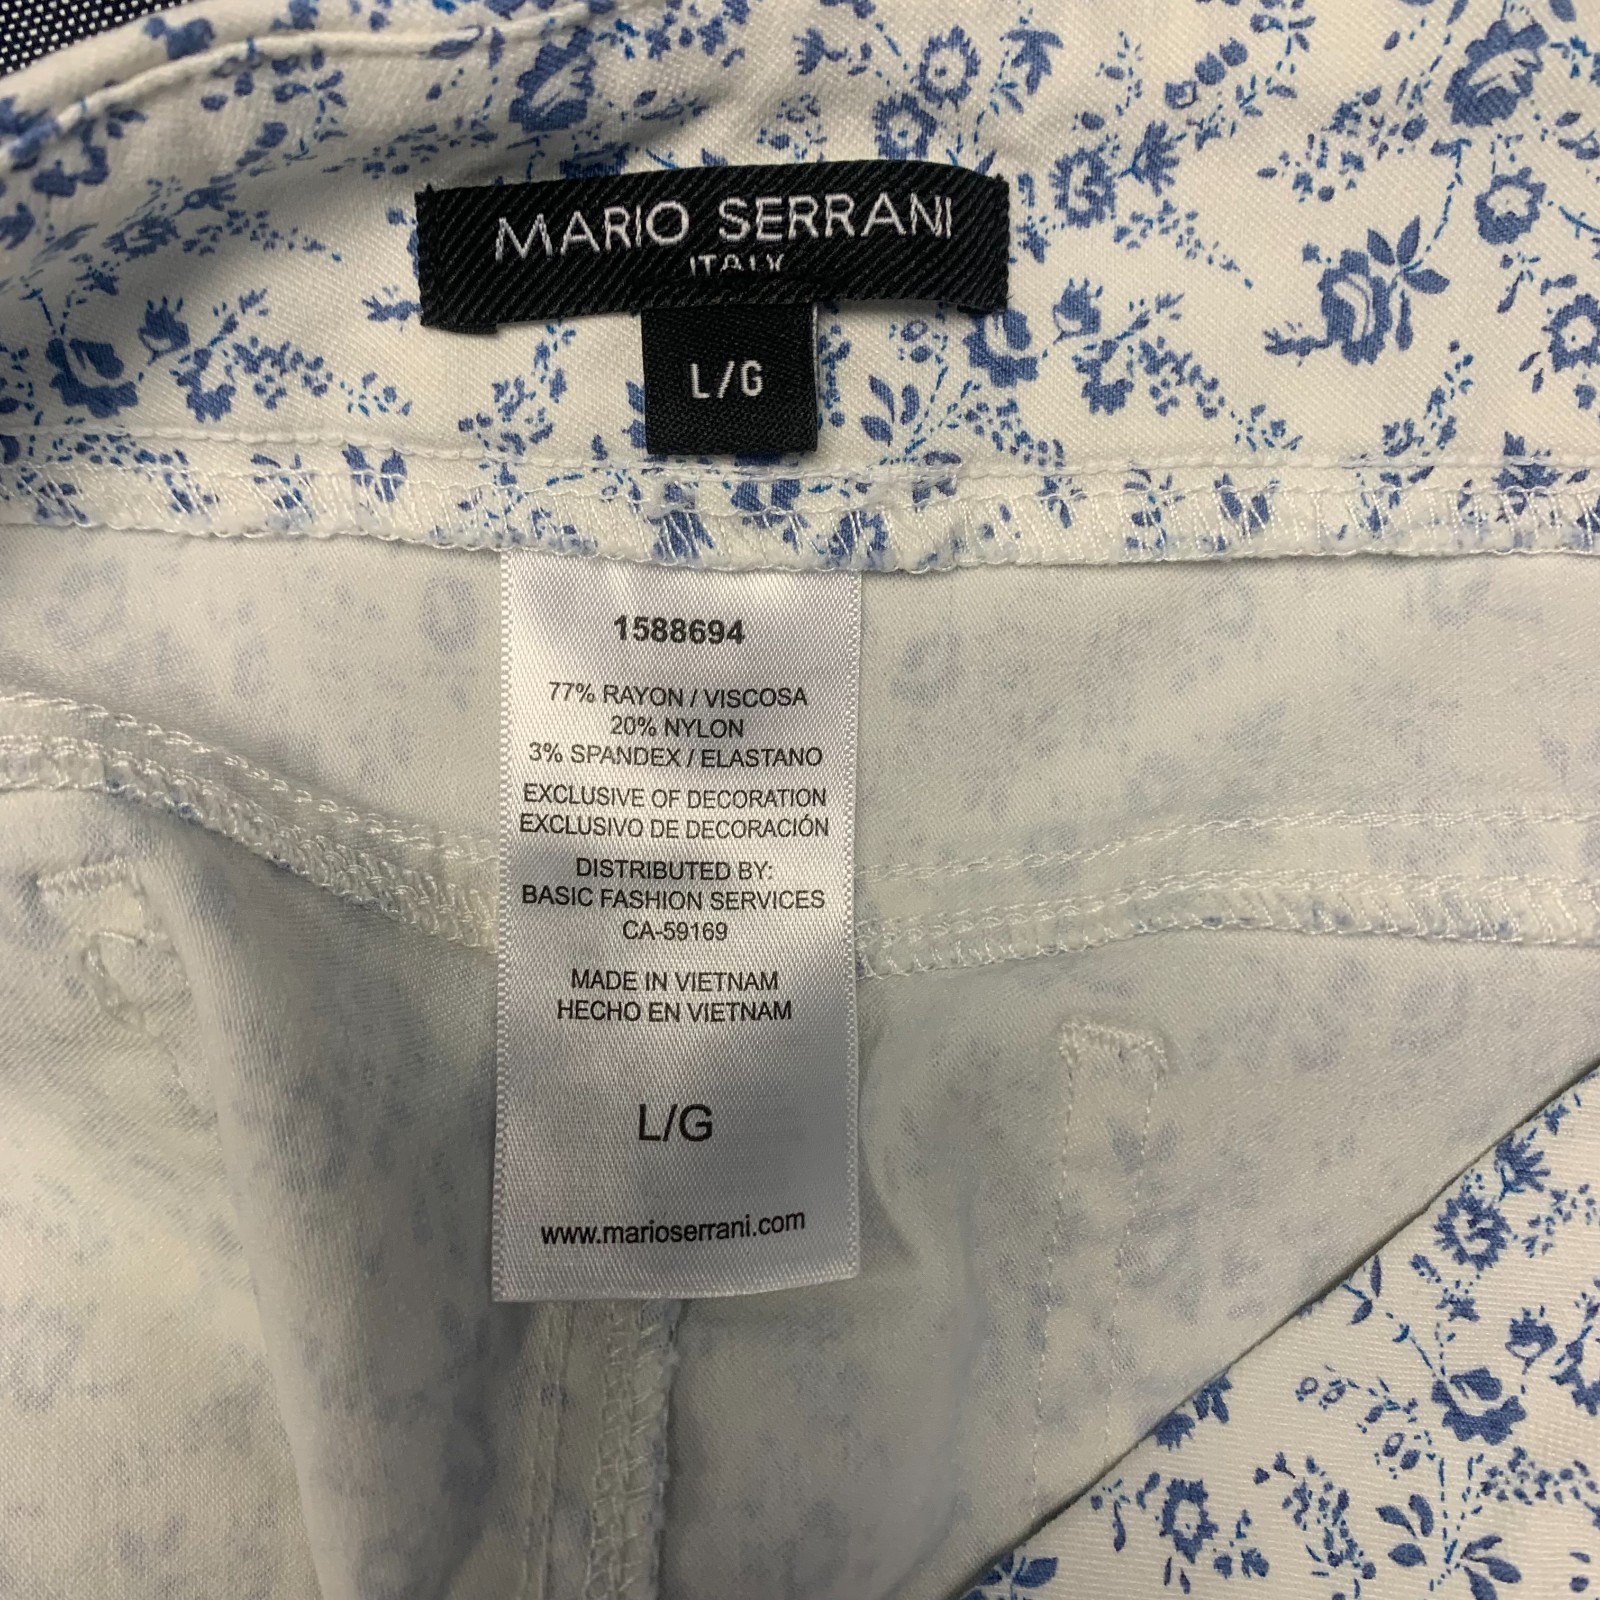 MARIO SERRANI
ITALY
L/G
1588694
77% RAYON / VISCOSA
20% NYLON
3% SPANDEX / ELASTANO
EXCLUSIVE OF DECORATION
EXCLUSIVO DE DECORACIÓN
DISTRIBUTED BY:
BASIC FASHION SERVICES
CA-59169
MADE IN VIETNAM
HECHO EN VIETNAM
L/G
www.marioserrani.com